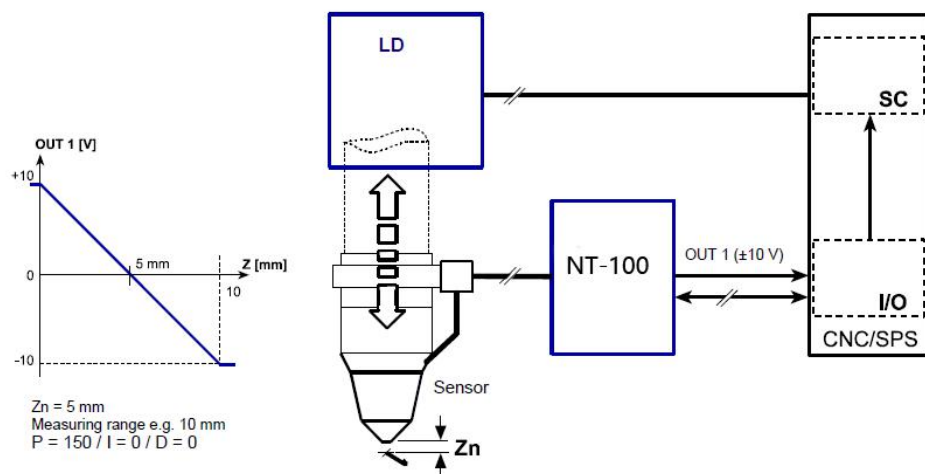 LD
SC
OUT 1 [V]
+10
5 mm
Z [mm]
0
10
-10
NT-100
OUT 1 (±10 V)
I/O
CNC/SPS
Sensor
Zn
Zn = 5 mm
Measuring range e.g. 10 mm
P = 150 / I = 0 / D = 0